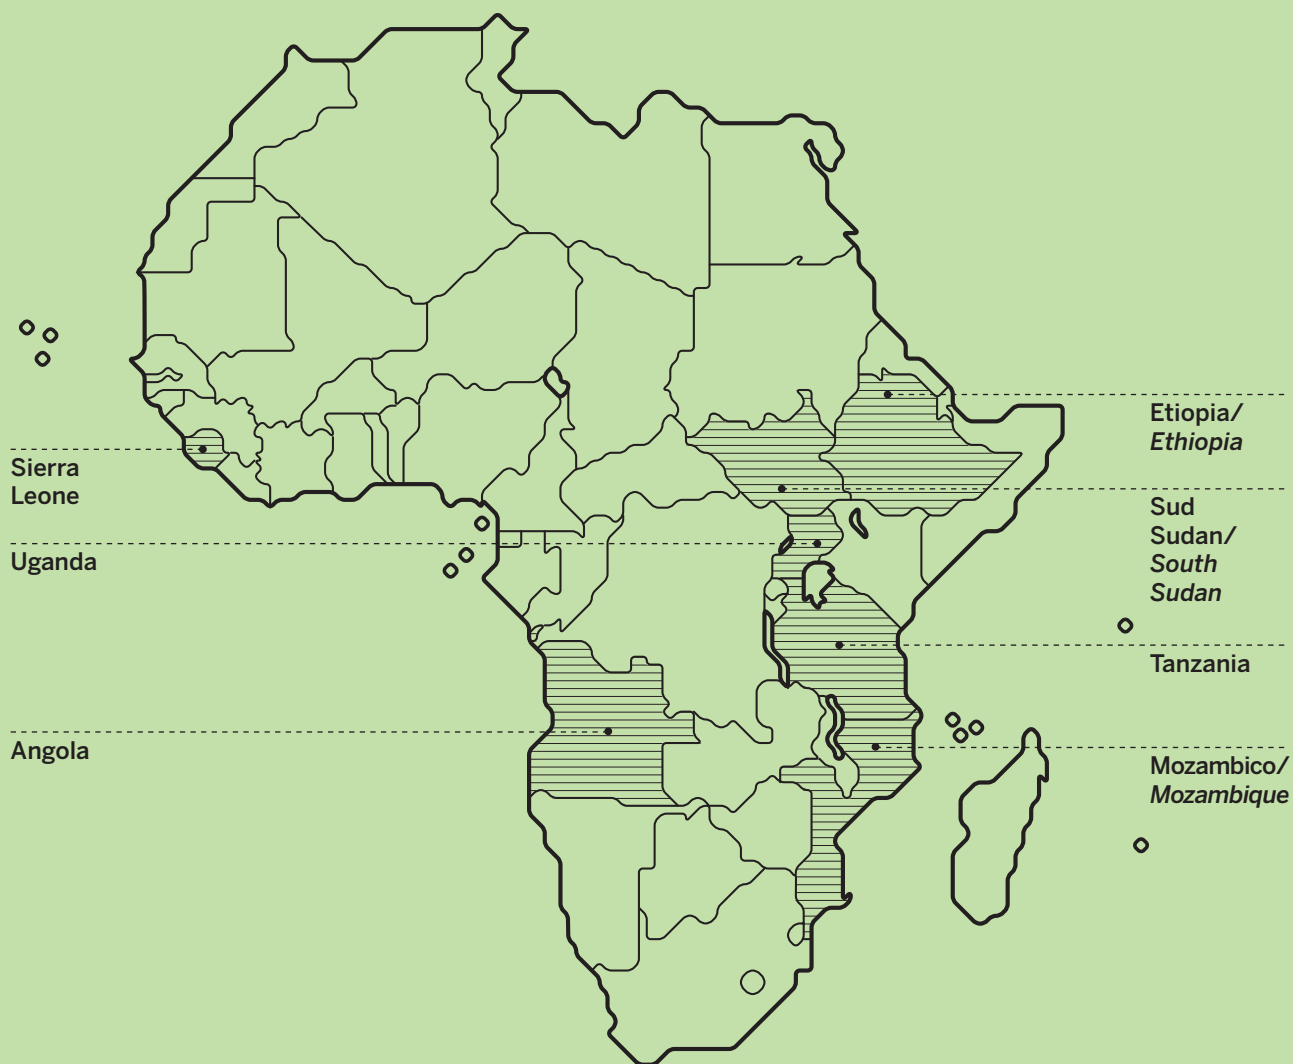 Sierra
Leone
Uganda
Angola
Etiopia/
Ethiopia
Sud
Sudan/
South
Sudan
Tanzania
Mozambico/
Mozambique